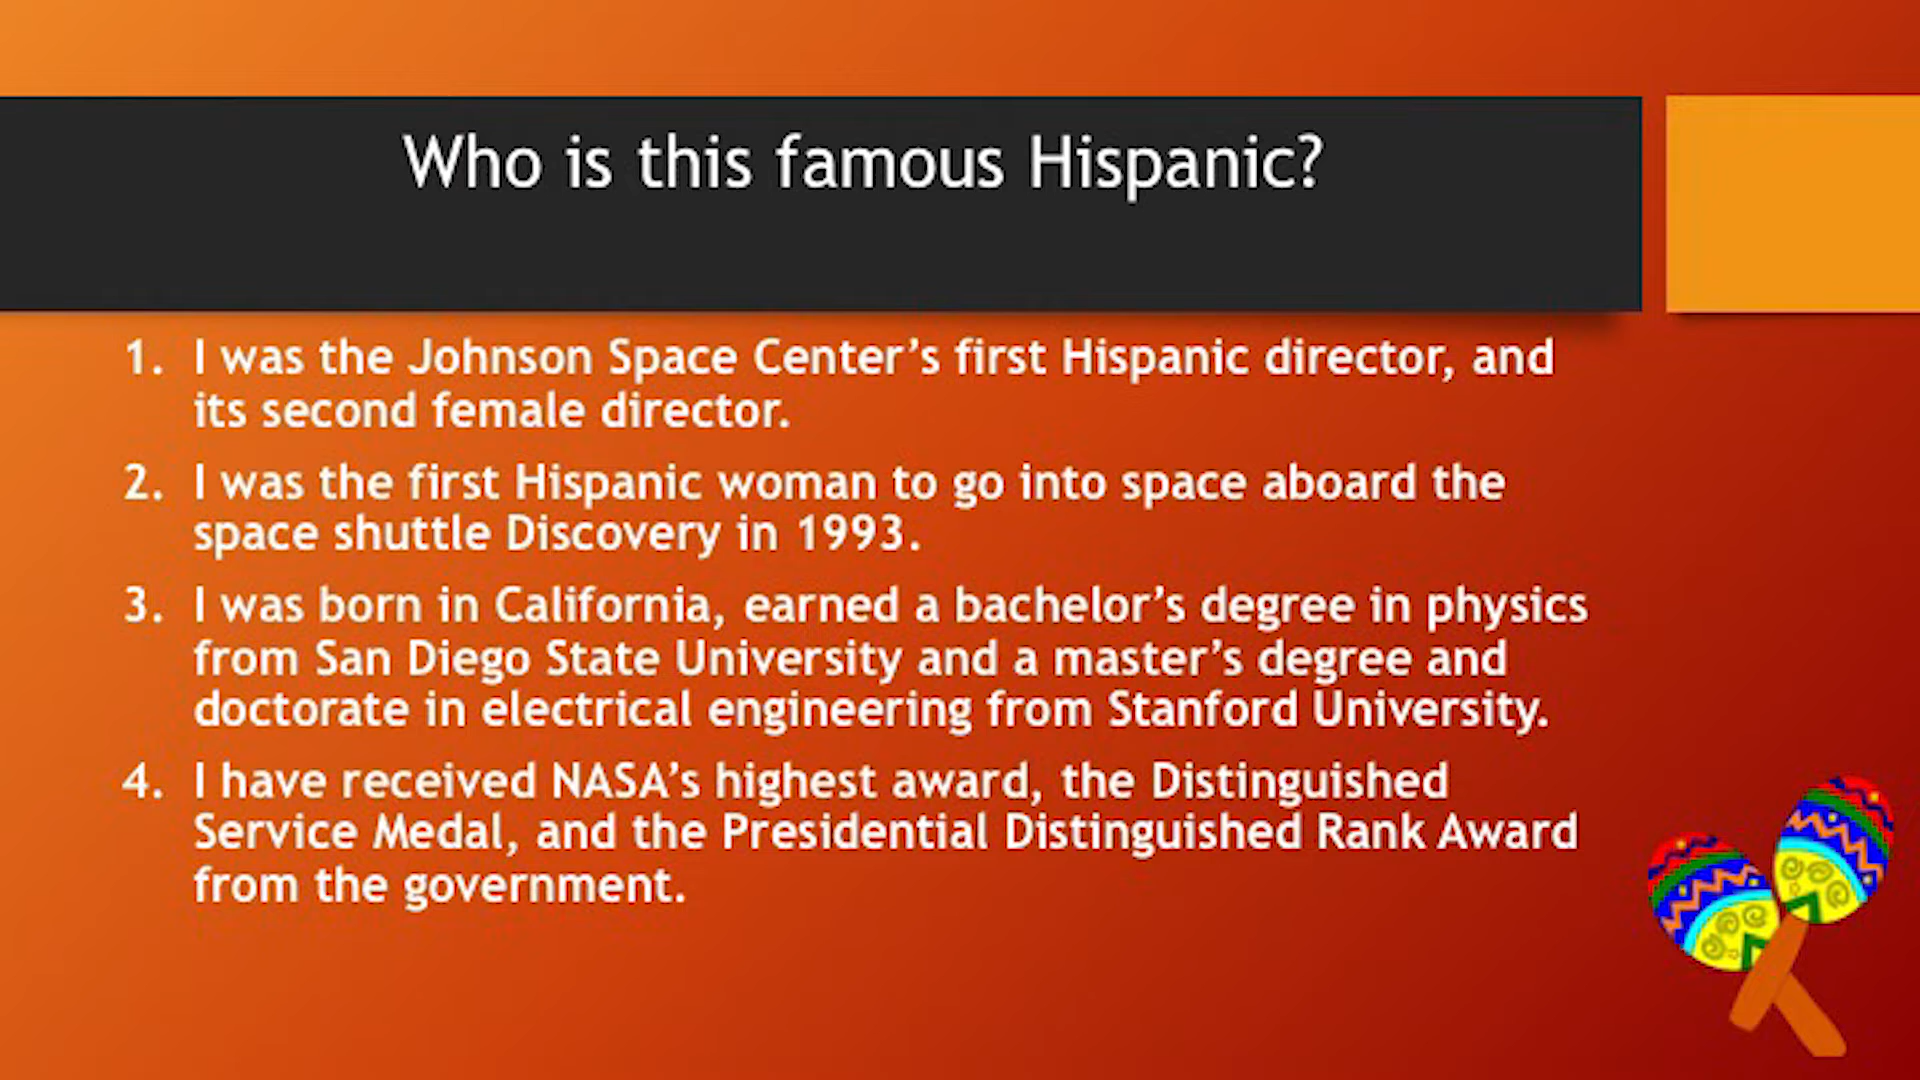 Who is this famous Hispanic?
1. I was the Johnson Space Center’s first Hispanic director, and
its second female director.
2. I was the first Hispanic woman to go into space aboard the
space shuttle Discovery in 1993.
3. I was born in California, earned a bachelor’s degree in physics
from San Diego State University and a master’s degree and
doctorate in electrical engineering from Stanford University.
4. I have received NASA’s highest award, the Distinguished
Service Medal, and the Presidential Distinguished Rank Award
from the government.